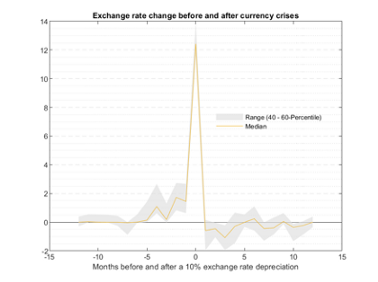 Exchange rate change before and after currency crises
14
12
10
8
6
4
2
0
-2
Range (40 - 60-Percentile)
Median
-15 -10 -5 0 5 10 15
Months before and after a 10% exchange rate depreciation